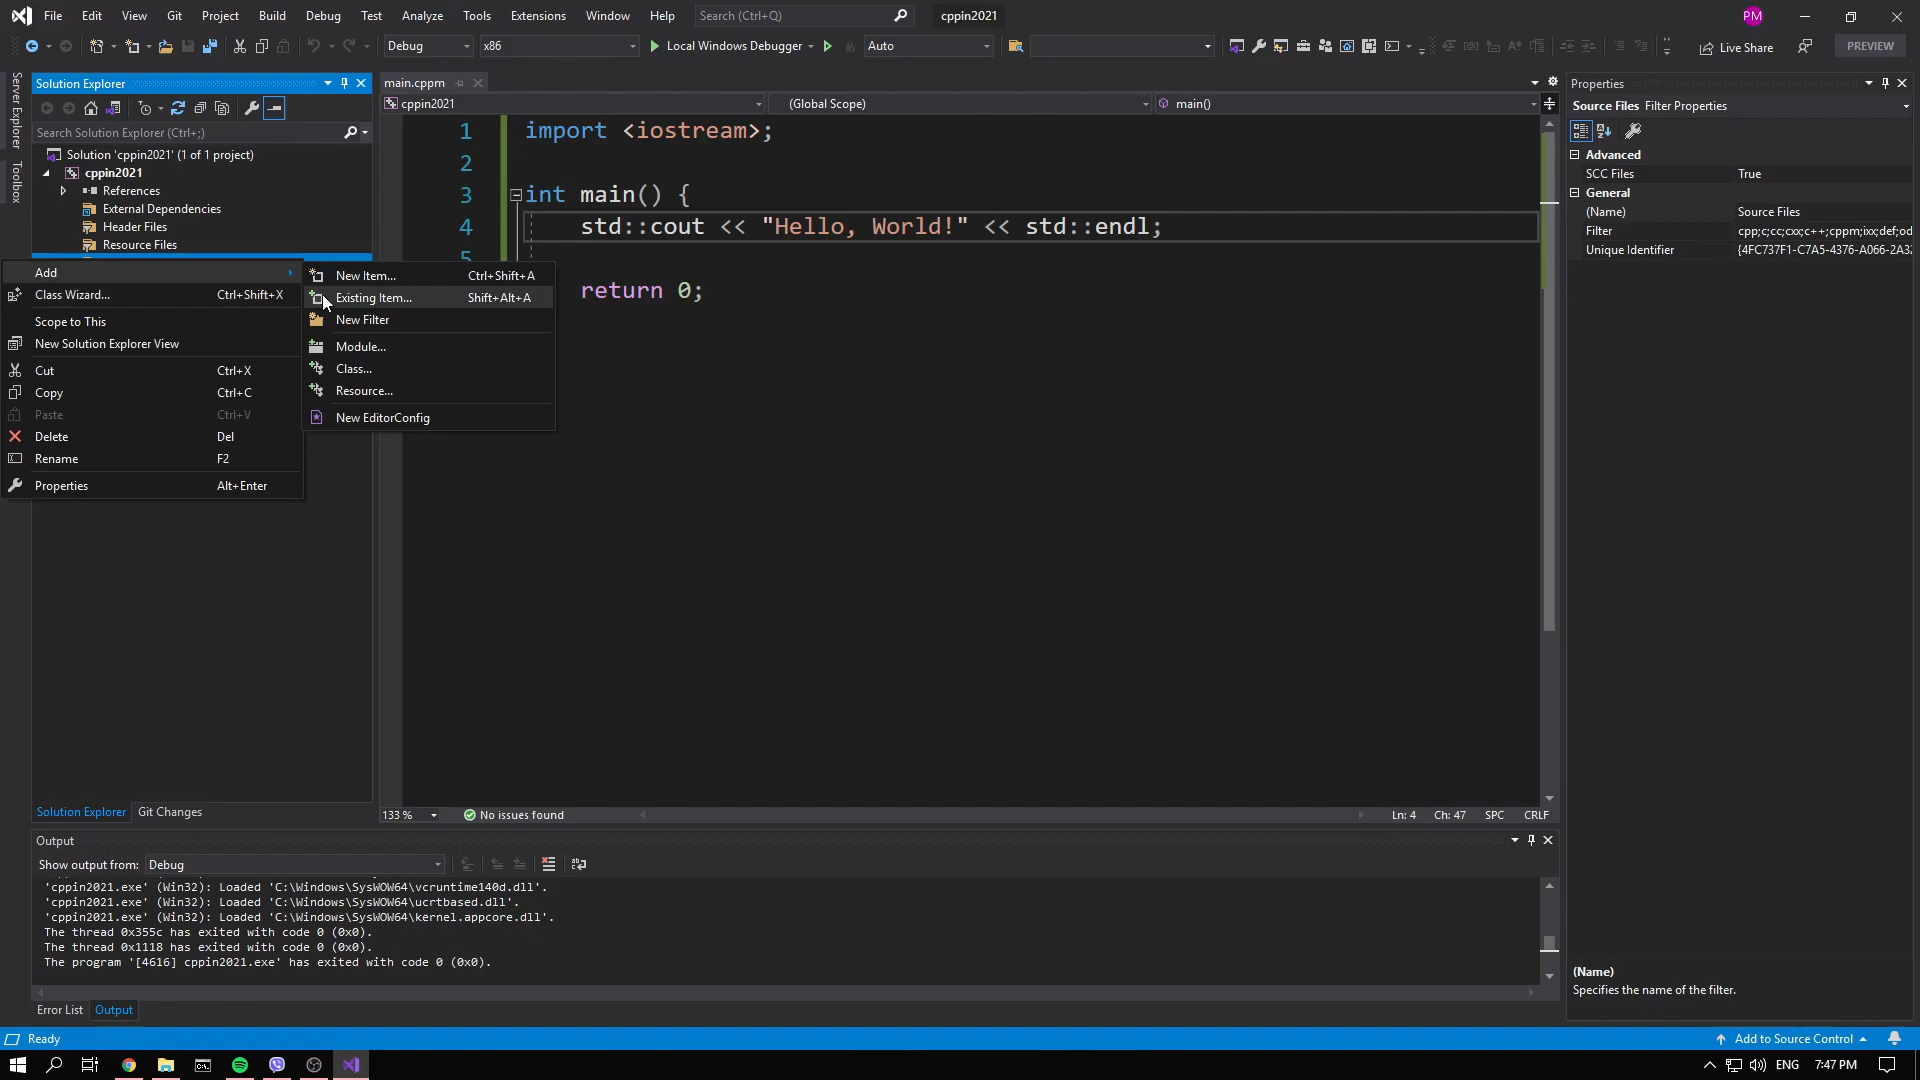 File Edit View Git Project Build Debug Test Analyze Tools Extensions Window Help Search (Ctrl+Q) cppin2021 PM
Debug x86 Local Windows Debugger Auto Live Share PREVIEW
Server Explorer
Toolbox
Solution Explorer
Search Solution Explorer (Ctrl+;)
Solution 'cppin2021' (1 of 1 project)
cppin2021
References
External Dependencies
Header Files
Resource Files
Add
Class Wizard... Ctrl+Shift+X
Scope to This
New Solution Explorer View
Cut Ctrl+X
Copy Ctrl+C
Paste Ctrl+V
Delete Del
Rename F2
Properties Alt+Enter
New Item... Ctrl+Shift+A
Existing Item... Shift+Alt+A
New Filter
Module...
Class...
Resource...
New EditorConfig
Solution Explorer Git Changes
main.cppm
cppin2021 (Global Scope) main()
1 import <iostream>;
2
3 int main() {
4 std::cout << "Hello, World!" << std::endl;
5
return 0;
133 % No issues found Ln: 4 Ch: 47 SPC CRLF
Properties
Source Files Filter Properties
Advanced
SCC Files True
General
(Name) Source Files
Filter cpp;c;cc;cxx;c++;cppm;ixx;def;od
Unique Identifier {4FC737F1-C7A5-4376-A066-2A32
(Name)
Specifies the name of the filter.
Output
Show output from: Debug
'cppin2021.exe' (Win32): Loaded 'C:\Windows\SysWOW64\vcruntime140d.dll'.
'cppin2021.exe' (Win32): Loaded 'C:\Windows\SysWOW64\ucrtbased.dll'.
'cppin2021.exe' (Win32): Loaded 'C:\Windows\SysWOW64\kernel.appcore.dll'.
The thread 0x355c has exited with code 0 (0x0).
The thread 0x1118 has exited with code 0 (0x0).
The program '[4616] cppin2021.exe' has exited with code 0 (0x0).
Error List Output
Ready Add to Source Control
ENG 7:47 PM